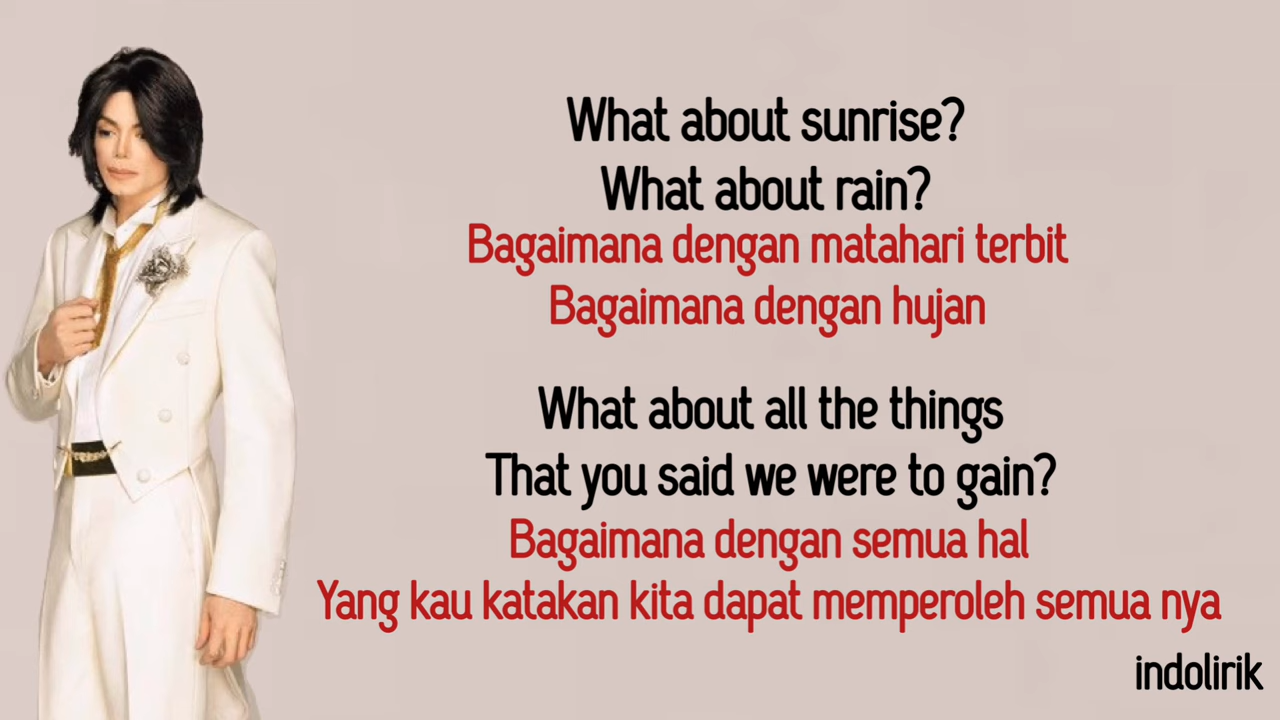 What about sunrise?
What about rain?
Bagaimana dengan matahari terbit
Bagaimana dengan hujan
What about all the things
That you said we were to gain?
Bagaimana dengan semua hal
Yang kau katakan kita dapat memperoleh semua nya
indolirik